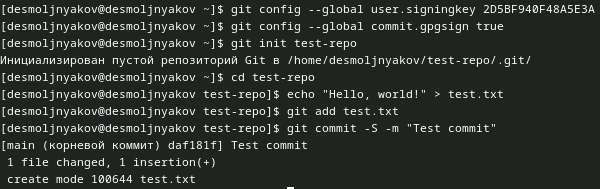 [desmoljnyakov@desmoljnyakov ~]$ git config --global user.signingkey 2D5BF940F48A5E3A
[desmoljnyakov@desmoljnyakov ~]$ git config --global commit.gpgsign true
[desmoljnyakov@desmoljnyakov ~]$ git init test-repo
Инициализирован пустой репозиторий Git в /home/desmoljnyakov/test-repo/.git/
[desmoljnyakov@desmoljnyakov ~]$ cd test-repo
[desmoljnyakov@desmoljnyakov test-repo]$ echo "Hello, world!" > test.txt
[desmoljnyakov@desmoljnyakov test-repo]$ git add test.txt
[desmoljnyakov@desmoljnyakov test-repo]$ git commit -S -m "Test commit"
[main (корневой коммит) daf181f] Test commit
 1 file changed, 1 insertion(+)
 create mode 100644 test.txt